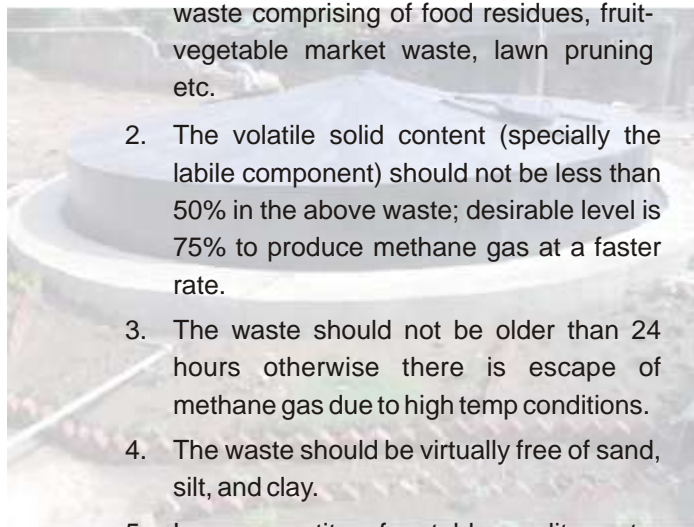 waste comprising of food residues, fruit-
vegetable market waste, lawn pruning
etc.
2. The volatile solid content (specially the
labile component) should not be less than
50% in the above waste; desirable level is
75% to produce methane gas at a faster
rate.
3. The waste should not be older than 24
hours otherwise there is escape of
methane gas due to high temp conditions.
4. The waste should be virtually free of sand,
silt, and clay.